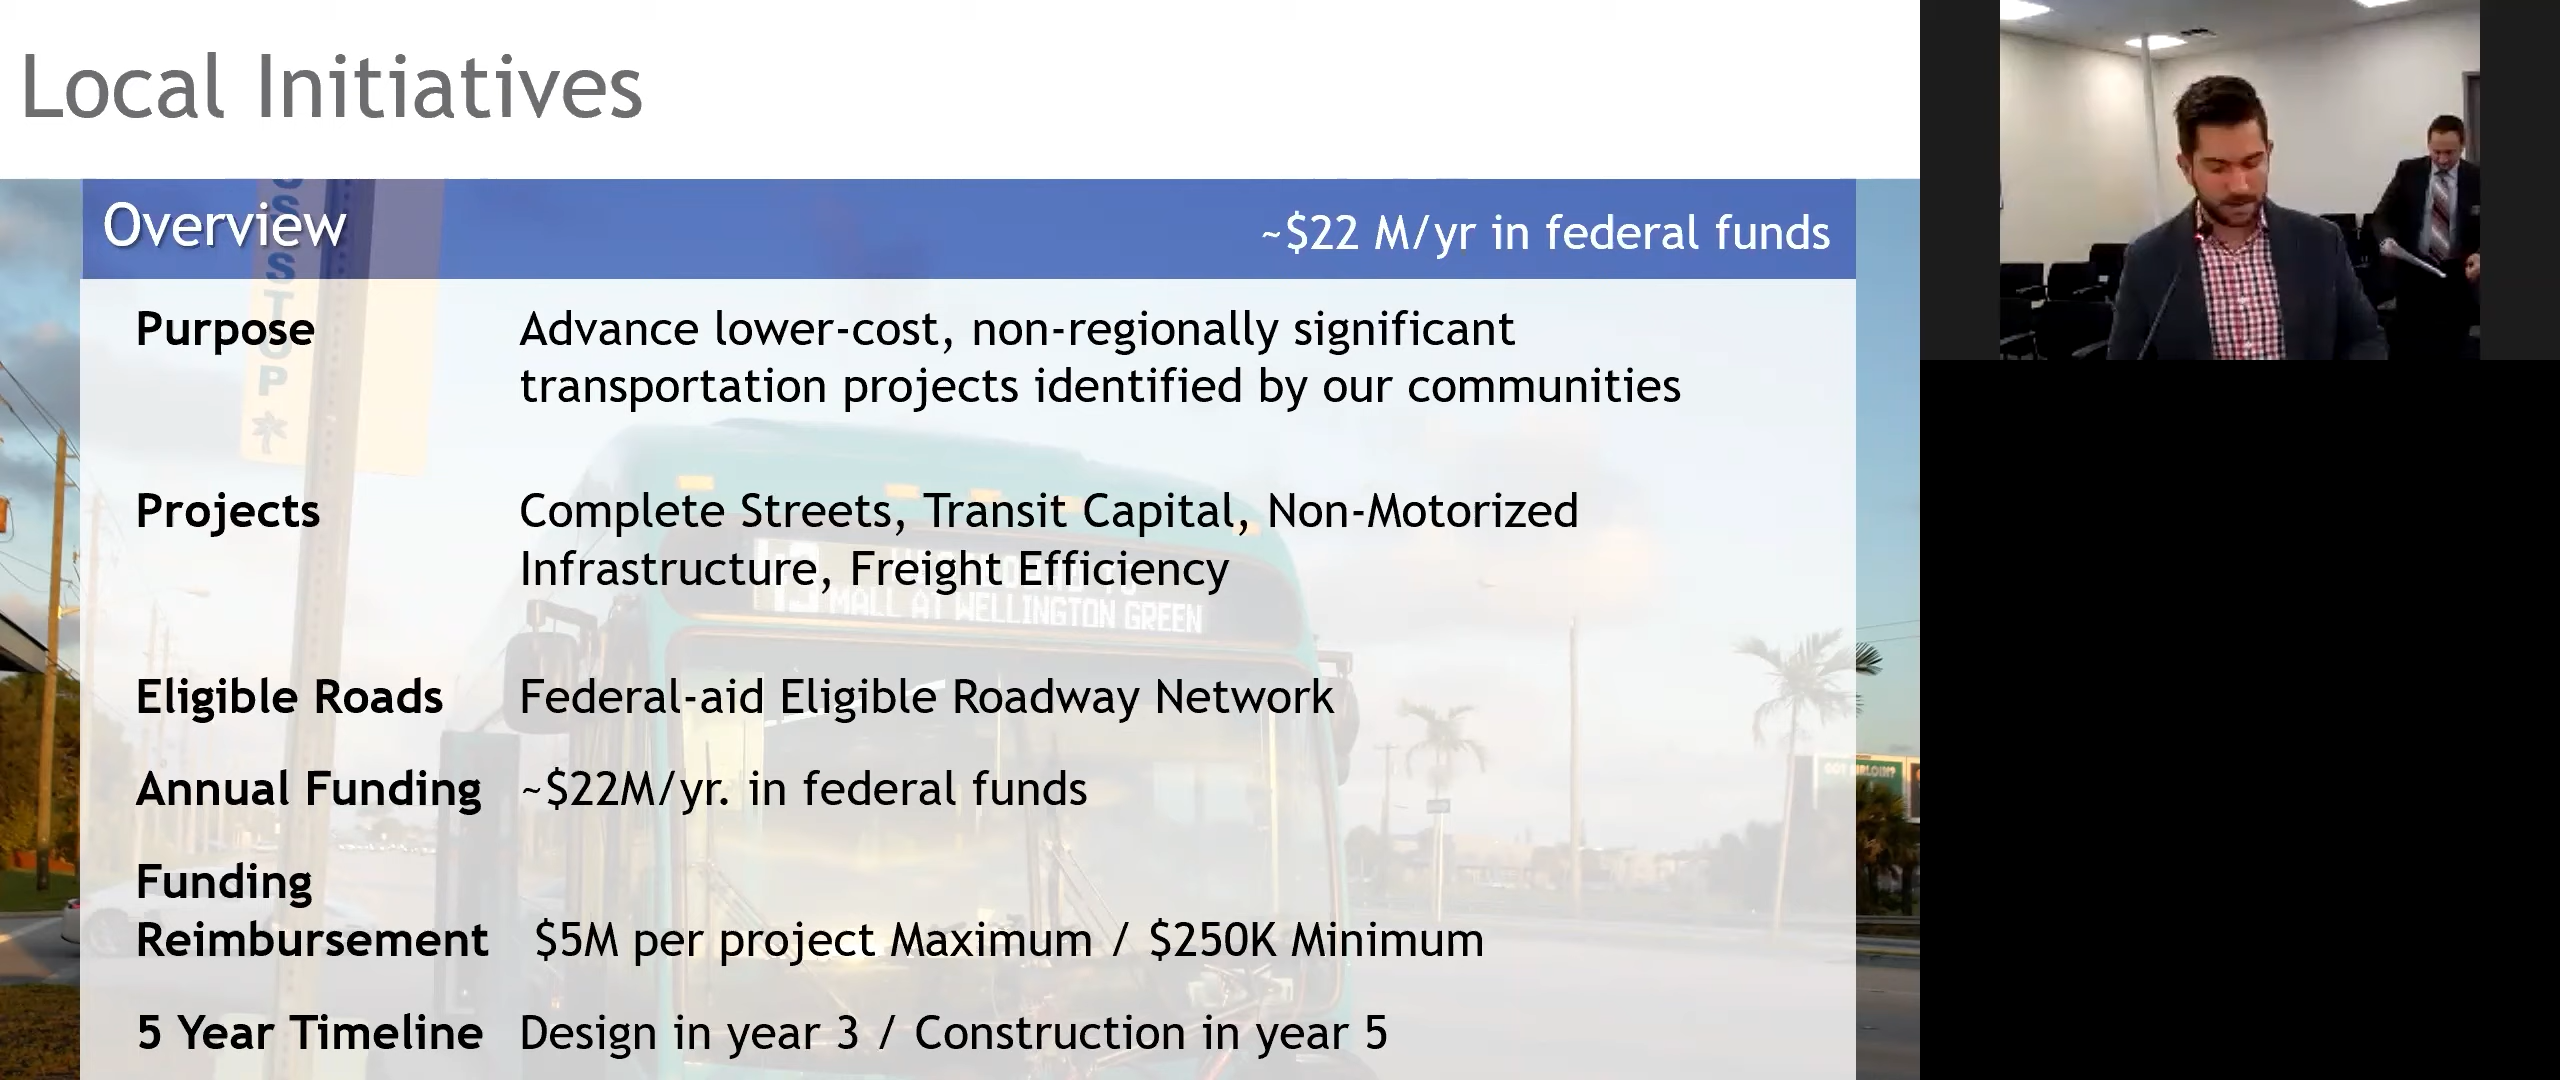 Local Initiatives
Overview
~$22 M/yr in federal funds
Purpose
Advance lower-cost, non-regionally significant
transportation projects identified by our communities
Projects
Complete Streets, Transit Capital, Non-Motorized
Infrastructure, Freight Efficiency
43
MALL AT WELLINGTON GREEN
Eligible Roads
Federal-aid Eligible Roadway Network
Annual Funding
~$22M/yr. in federal funds
Funding
Reimbursement
$5M per project Maximum / $250K Minimum
5 Year Timeline
Design in year 3 / Construction in year 5
STOP
GOT SIRLOIN?